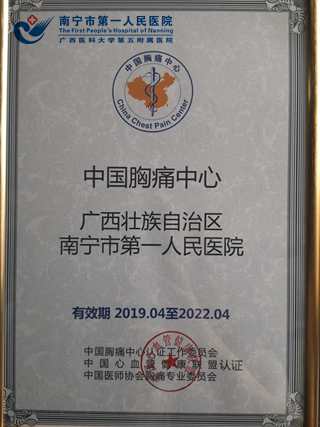 南宁市第一人民医院
The First People's Hospital of Nanning
广西医科大学第五附属医院
中国胸痛中心
China Chest Pain Center
中国胸痛中心
广西壮族自治区
南宁市第一人民医院
有效期 2019.04至2022.04
中国胸痛中心认证工作委员会
中国心血管健康联盟 认证
中国医师协会胸痛专业委员会